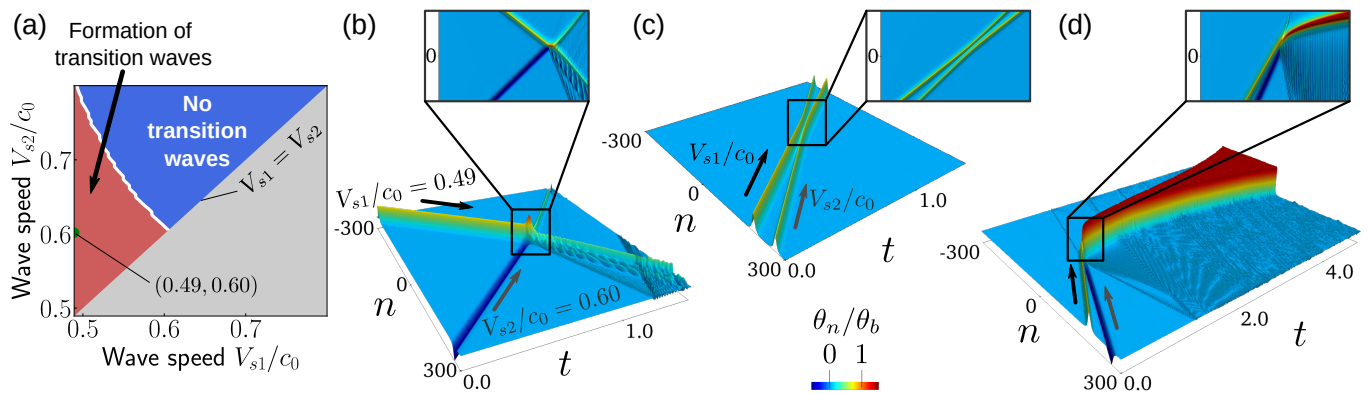 (a)
Formation of
transition waves
No
transition
waves
V_{s1} = V_{s2}
(0.49, 0.60)
0.7
0.6
0.5
0.5
0.6
0.7
Wave speed V_{s2}/c_0
Wave speed V_{s1}/c_0
(b)
0
V_{s1}/c_0 = 0.49
V_{s2}/c_0 = 0.60
-300
0
300
n
0.0
1.0
t
(c)
0
V_{s1}/c_0
V_{s2}/c_0
-300
0
300
n
0.0
1.0
t
θ_n/θ_b
0 1
(d)
0
-300
0
300
n
0.0
2.0
4.0
t